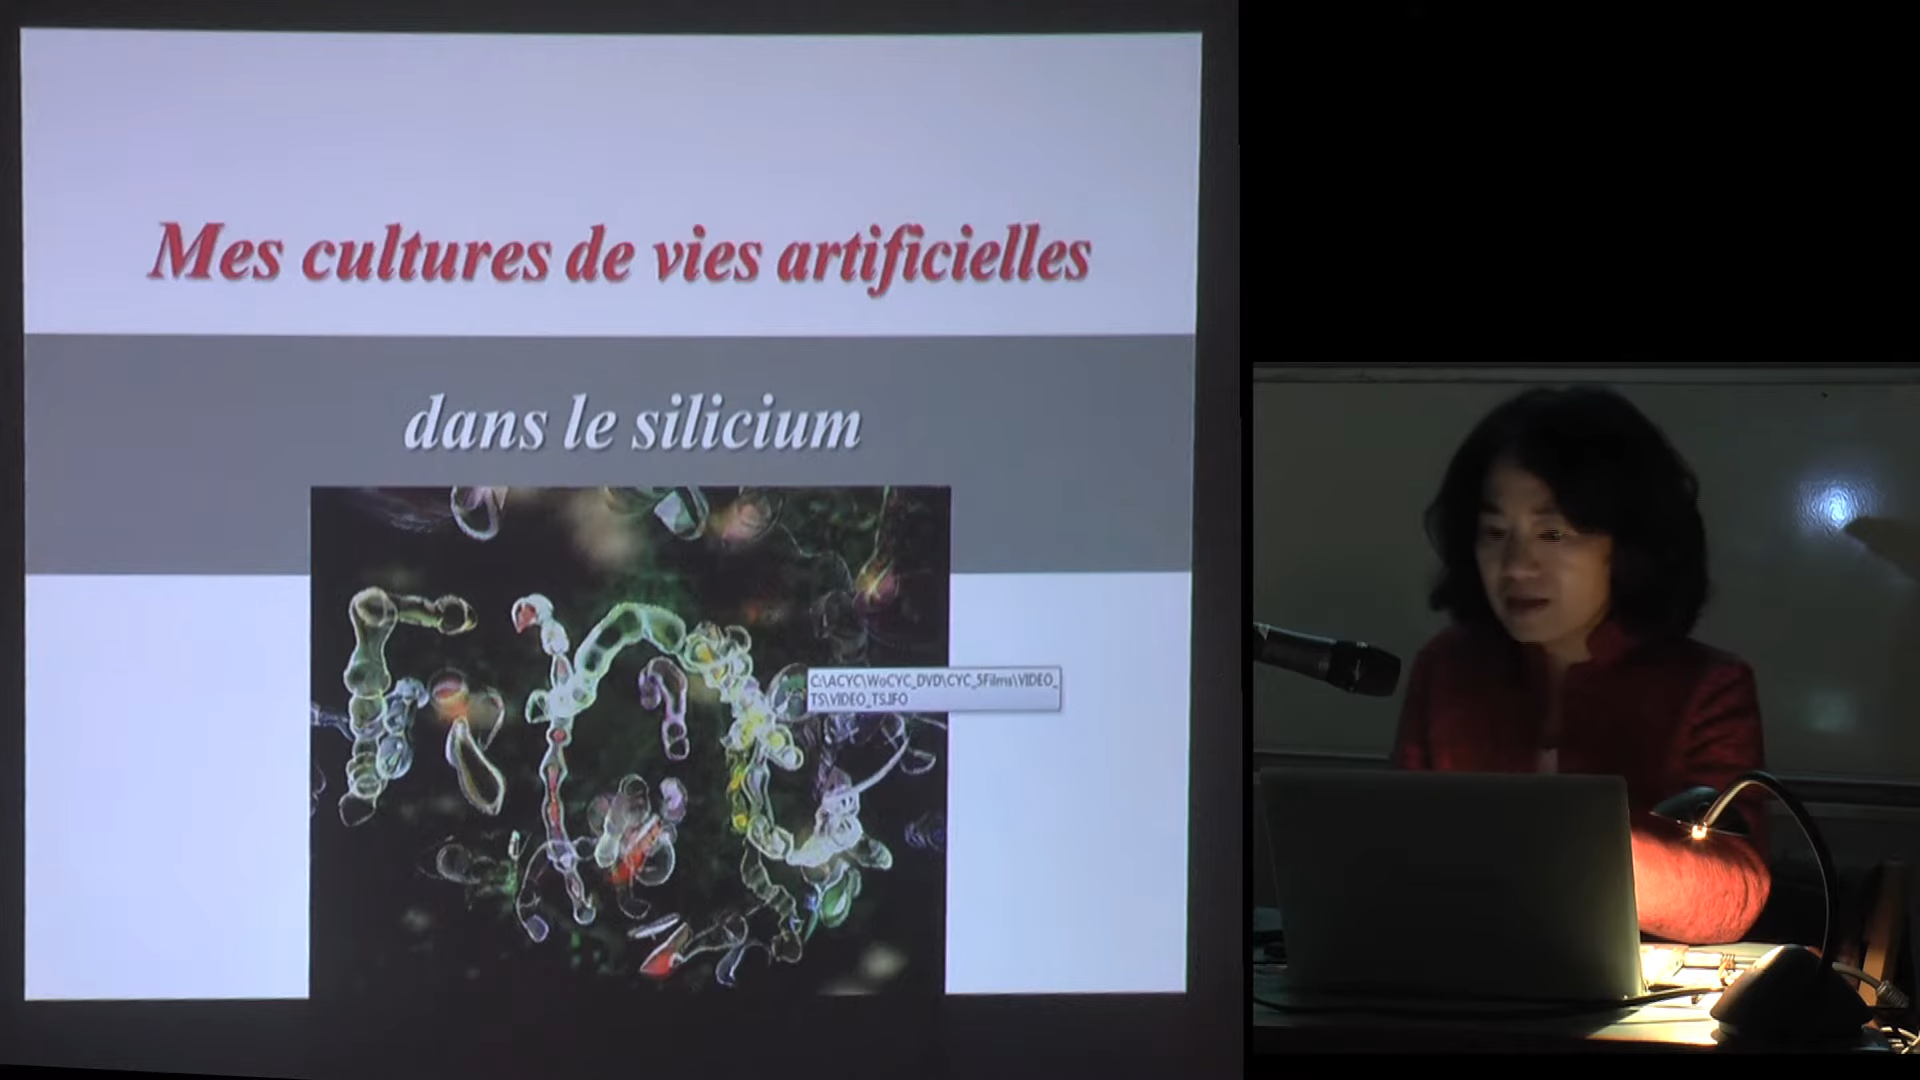 Mes cultures de vies artificielles
dans le silicium
C:\ACYC\WoCYC_DVD\CYC_5Films\VIDEO_
TS\VIDEO_TS.IFO